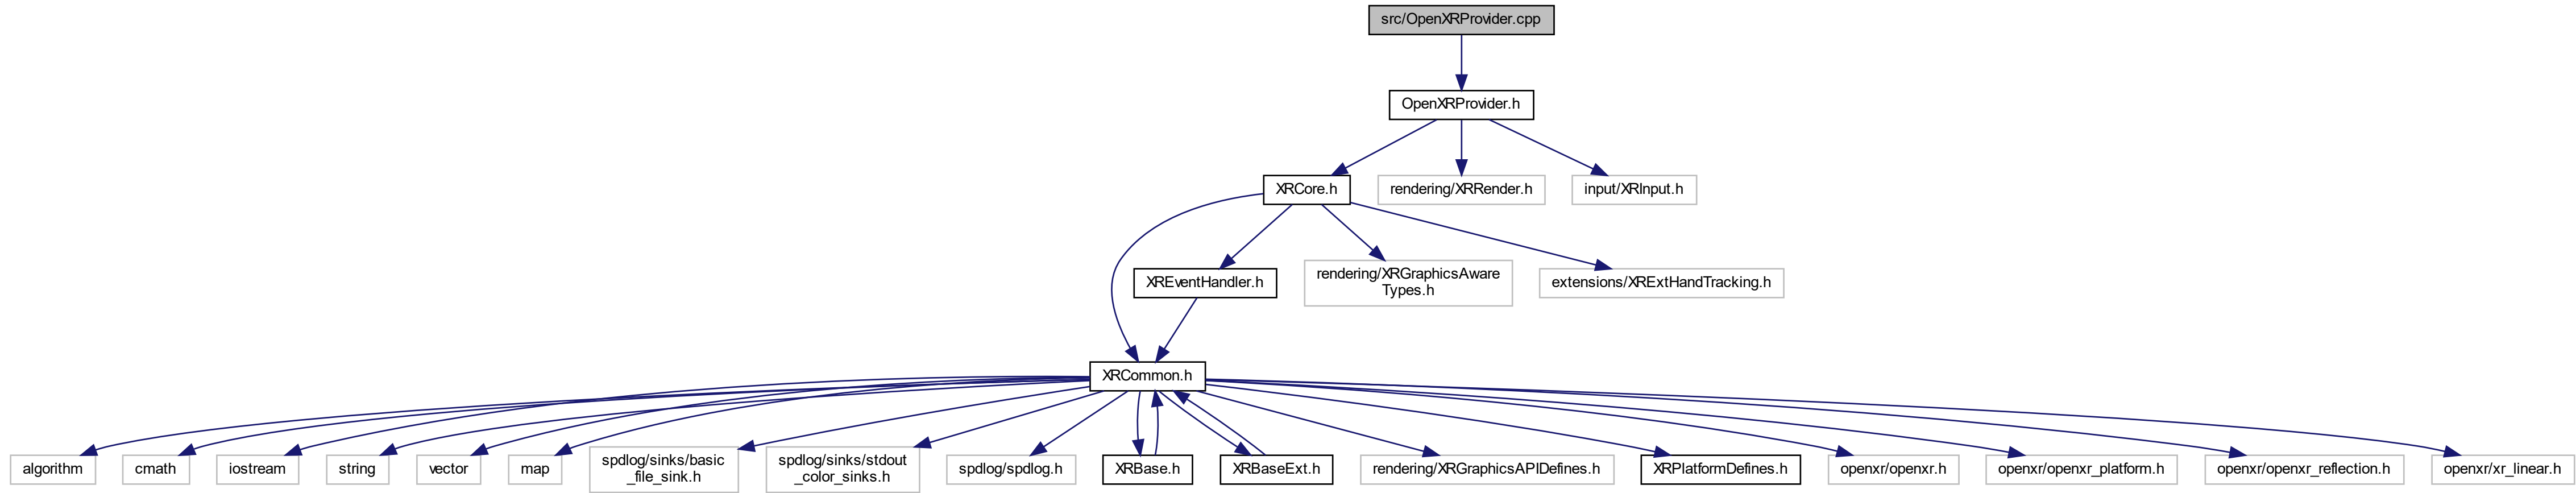 src/OpenXRProvider.cpp
OpenXRProvider.h
XRCore.h
rendering/XRRender.h
input/XRInput.h
XREventHandler.h
rendering/XRGraphicsAware
Types.h
extensions/XRExtHandTracking.h
XRCommon.h
algorithm
cmath
iostream
string
vector
map
spdlog/sinks/basic
_file_sink.h
spdlog/sinks/stdout
_color_sinks.h
spdlog/spdlog.h
XRBase.h
XRBaseExt.h
rendering/XRGraphicsAPIDefines.h
XRPlatformDefines.h
openxr/openxr.h
openxr/openxr_platform.h
openxr/openxr_reflection.h
openxr/xr_linear.h